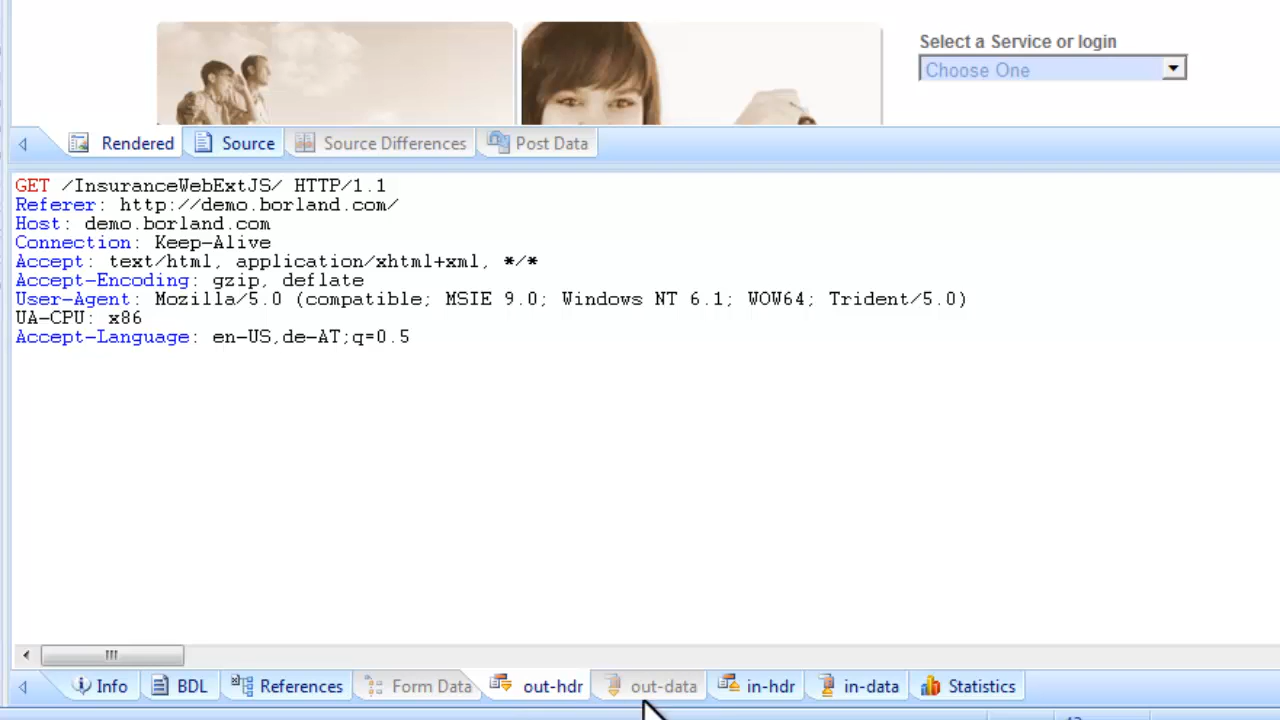 Select a Service or login
Choose One
Rendered Source Source Differences Post Data
GET /InsuranceWebExtJS/ HTTP/1.1
Referer: http://demo.borland.com/
Host: demo.borland.com
Connection: Keep-Alive
Accept: text/html, application/xhtml+xml, */*
Accept-Encoding: gzip, deflate
User-Agent: Mozilla/5.0 (compatible; MSIE 9.0; Windows NT 6.1; WOW64; Trident/5.0)
UA-CPU: x86
Accept-Language: en-US,de-AT;q=0.5
Info BDL References Form Data out-hdr out-data in-hdr in-data Statistics